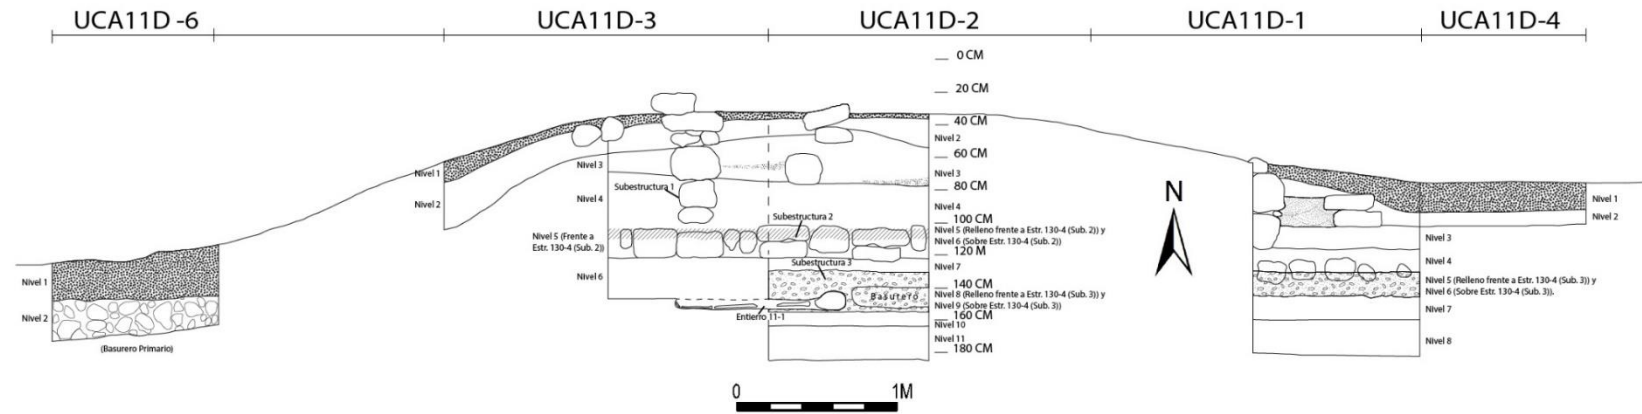 UCA11D -6
UCA11D-3
UCA11D-2
UCA11D-1
UCA11D-4
0 CM
20 CM
40 CM
60 CM
80 CM
100 CM
120 M
140 CM
160 CM
180 CM
Nivel 1
Nivel 2
(Basurero Primario)
Nivel 1
Nivel 2
Nivel 3
Nivel 4
Subestructura 1
Nivel 5 (Frente a
Estr. 130-4 (Sub. 2))
Nivel 6
Subestructura 2
Subestructura 3
Basurero
Entierro 11-1
Nivel 2
Nivel 3
Nivel 4
Nivel 5 (Relleno frente a Estr. 130-4 (Sub. 2)) y
Nivel 6 (Sobre Estr. 130-4 (Sub. 2))
Nivel 7
Nivel 8 (Relleno frente a Estr. 130-4 (Sub. 3)) y
Nivel 9 (Sobre Estr. 130-4 (Sub. 3))
Nivel 10
Nivel 11
N
Nivel 1
Nivel 2
Nivel 3
Nivel 4
Nivel 5 (Relleno frente a Estr. 130-4 (Sub. 3)) y
Nivel 6 (Sobre Estr. 130-4 (Sub. 3)),
Nivel 7
Nivel 8
0 1M